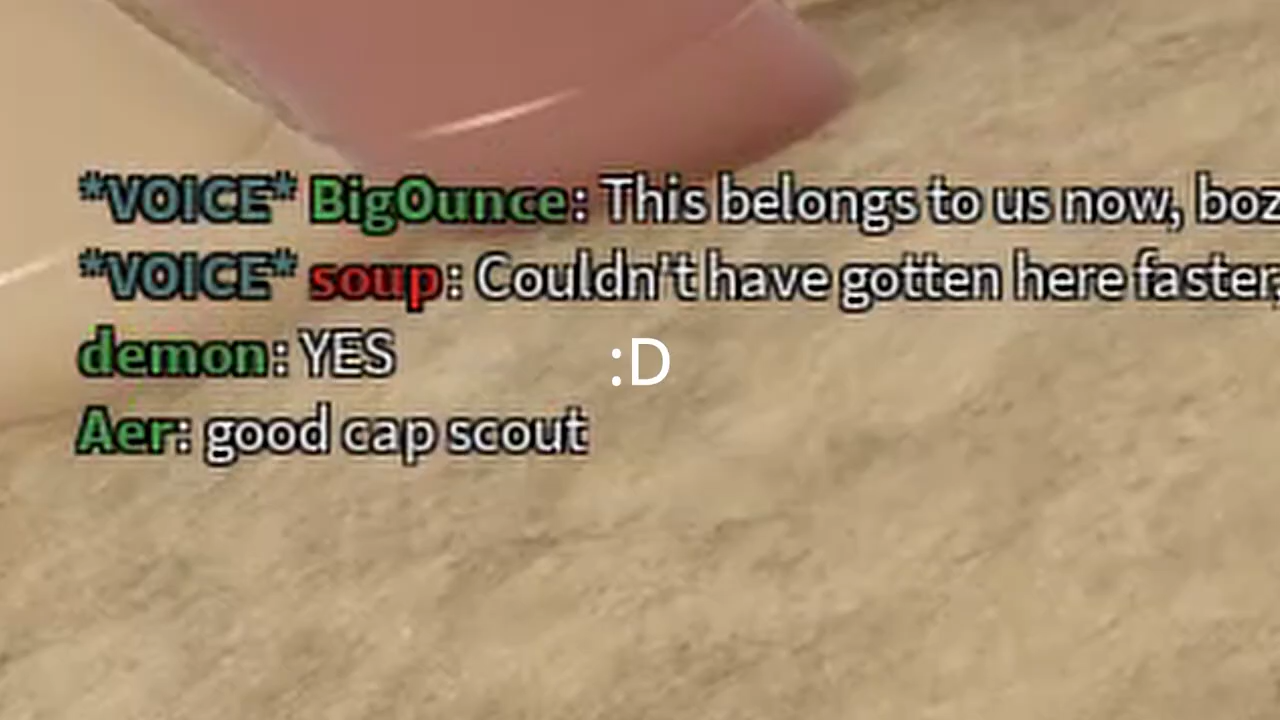 *VOICE* BigOunce: This belongs to us now, boz
*VOICE* soup: Couldn't have gotten here faster,
demon: YES
:D
Aer: good cap scout